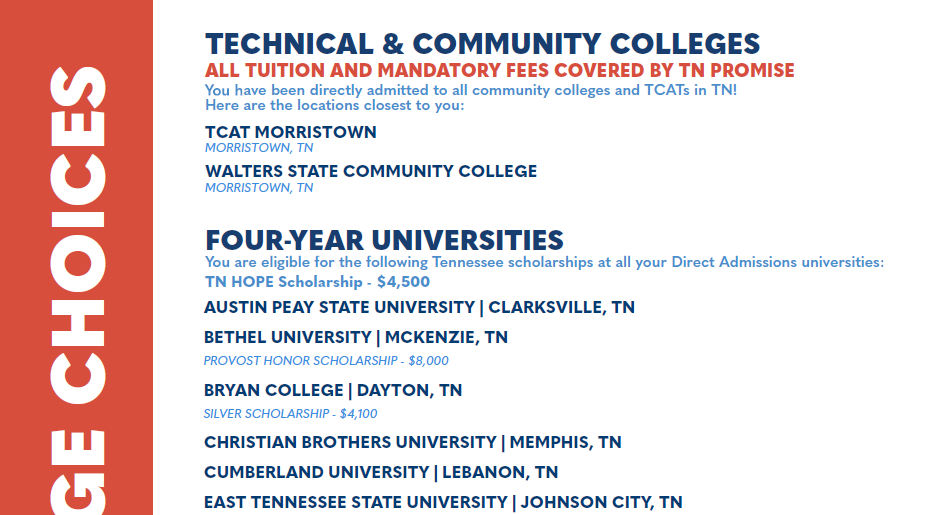 GE CHOICES
TECHNICAL & COMMUNITY COLLEGES
ALL TUITION AND MANDATORY FEES COVERED BY TN PROMISE
You have been directly admitted to all community colleges and TCATs in TN!
Here are the locations closest to you:
TCAT MORRISTOWN
MORRISTOWN, TN
WALTERS STATE COMMUNITY COLLEGE
MORRISTOWN, TN
FOUR-YEAR UNIVERSITIES
You are eligible for the following Tennessee scholarships at all your Direct Admissions universities:
TN HOPE Scholarship - $4,500
AUSTIN PEAY STATE UNIVERSITY | CLARKSVILLE, TN
BETHEL UNIVERSITY | MCKENZIE, TN
PROVOST HONOR SCHOLARSHIP - $8,000
BRYAN COLLEGE | DAYTON, TN
SILVER SCHOLARSHIP - $4,100
CHRISTIAN BROTHERS UNIVERSITY | MEMPHIS, TN
CUMBERLAND UNIVERSITY | LEBANON, TN
EAST TENNESSEE STATE UNIVERSITY | JOHNSON CITY, TN